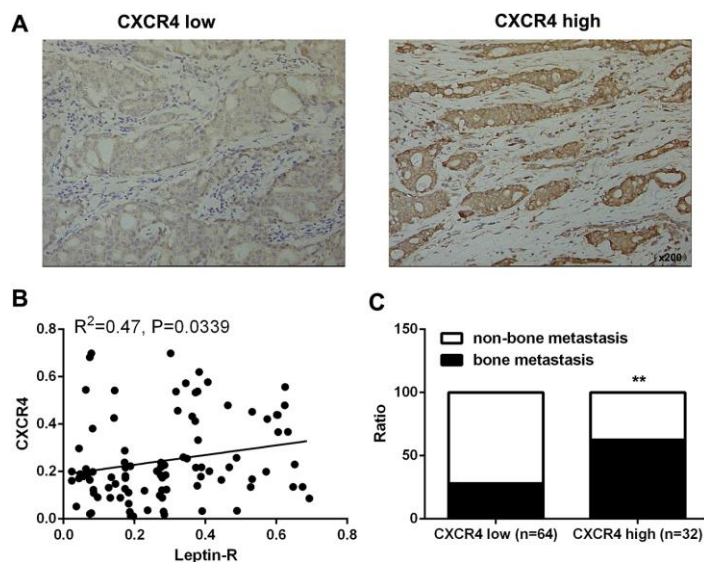 A
CXCR4 low
CXCR4 high
(x200)
B
R²=0.47, P=0.0339
0.8
0.6
0.4
0.2
0.0
CXCR4
0.0 0.2 0.4 0.6 0.8
Leptin-R
C
150
100
50
0
Ratio
non-bone metastasis
bone metastasis
**
CXCR4 low (n=64) CXCR4 high (n=32)